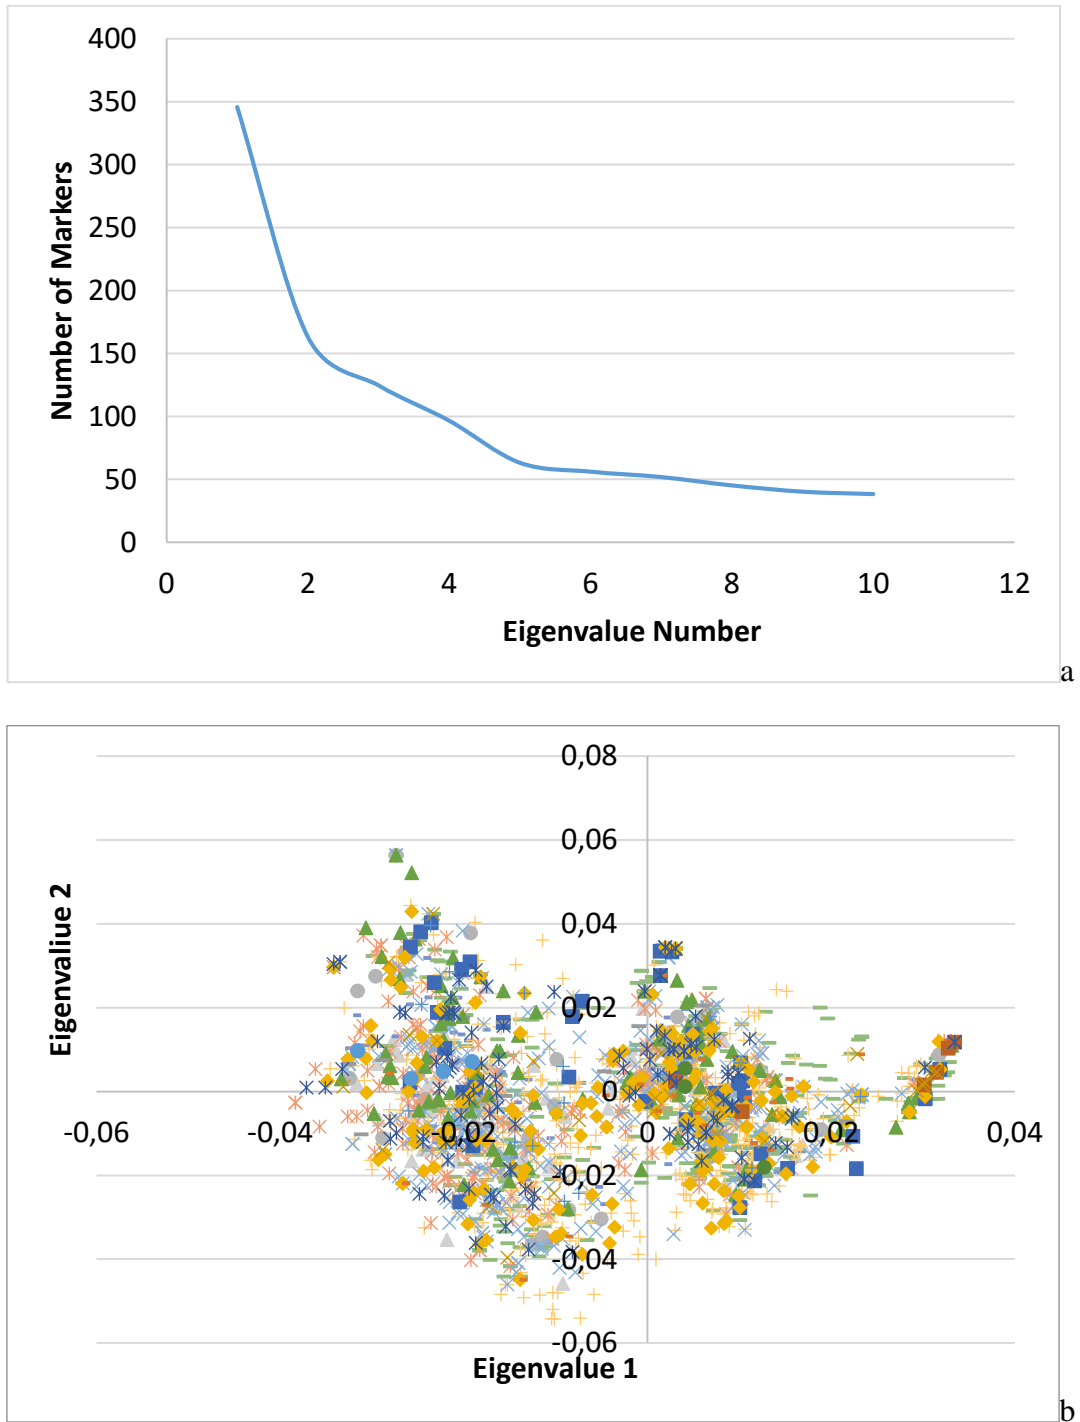 400
350
300
250
200
150
100
50
0
Number of Markers
0 2 4 6 8 10 12
Eigenvalue Number
a
0,08
0,06
0,04
0,02
0
-0,02
-0,04
-0,06
Eigenvaliue 2
-0,06 -0,04 -0,02 0 0,02 0,04
Eigenvalue 1
b